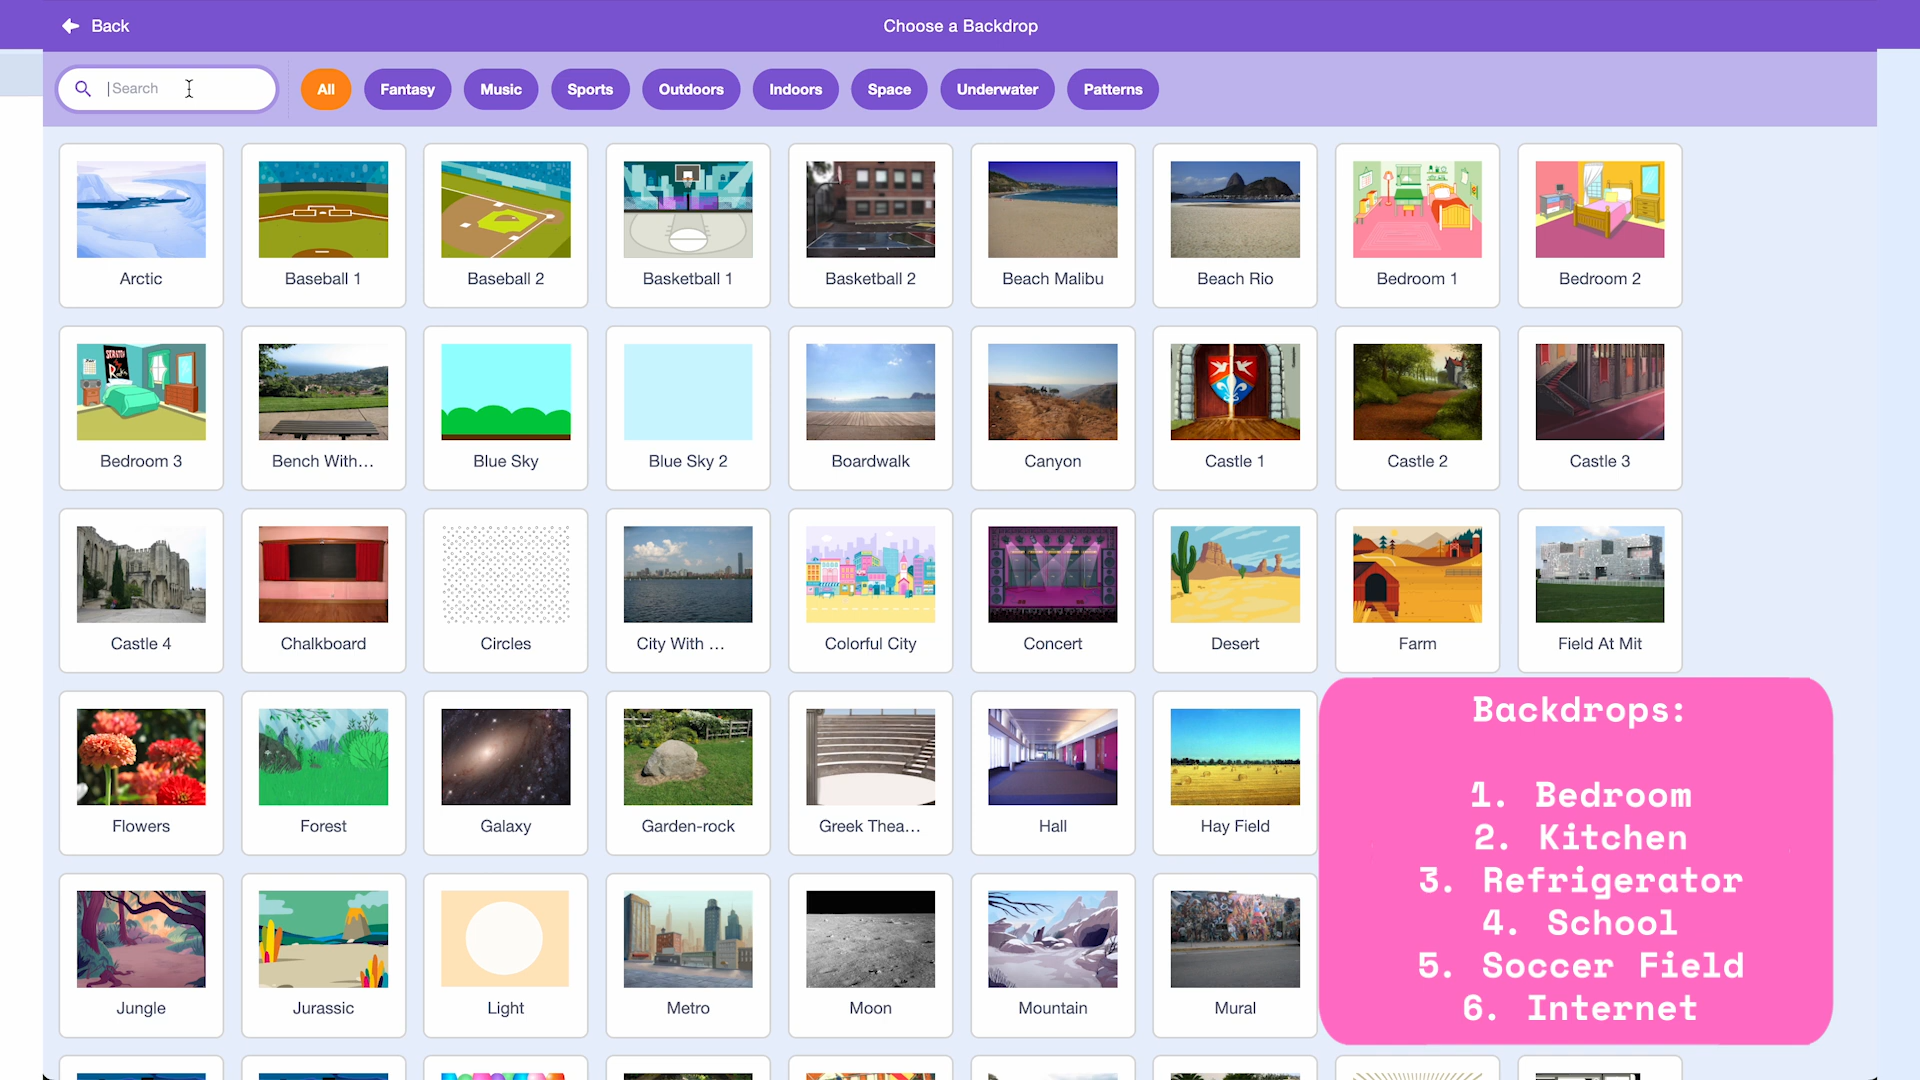 Back
Choose a Backdrop
Search
All
Fantasy
Music
Sports
Outdoors
Indoors
Space
Underwater
Patterns
Arctic
Baseball 1
Baseball 2
Basketball 1
Basketball 2
Beach Malibu
Beach Rio
Bedroom 1
Bedroom 2
Bedroom 3
Bench With...
Blue Sky
Blue Sky 2
Boardwalk
Canyon
Castle 1
Castle 2
Castle 3
Castle 4
Chalkboard
Circles
City With ...
Colorful City
Concert
Desert
Farm
Field At Mit
Flowers
Forest
Galaxy
Garden-rock
Greek Thea...
Hall
Hay Field
Jungle
Jurassic
Light
Metro
Moon
Mountain
Mural
Backdrops:
1. Bedroom
2. Kitchen
3. Refrigerator
4. School
5. Soccer Field
6. Internet